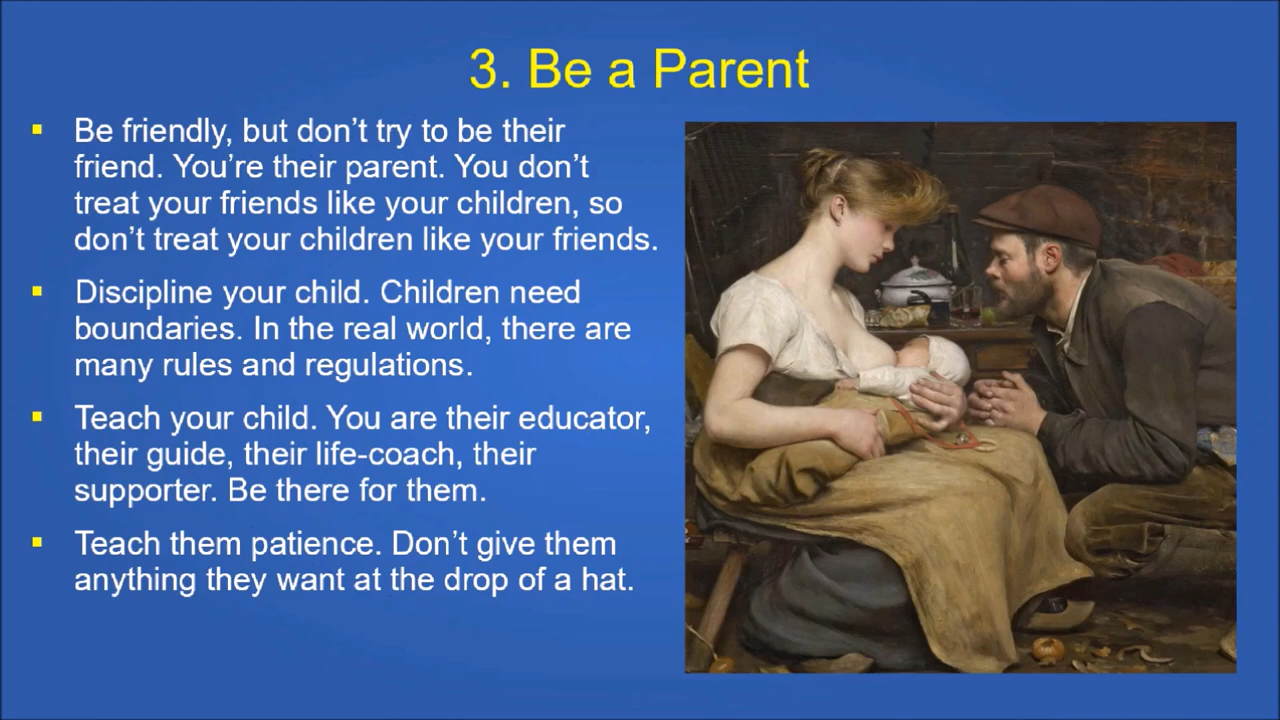 3. Be a Parent
Be friendly, but don't try to be their
friend. You're their parent. You don't
treat your friends like your children, so
don't treat your children like your friends.
Discipline your child. Children need
boundaries. In the real world, there are
many rules and regulations.
Teach your child. You are their educator,
their guide, their life-coach, their
supporter. Be there for them.
Teach them patience. Don't give them
anything they want at the drop of a hat.